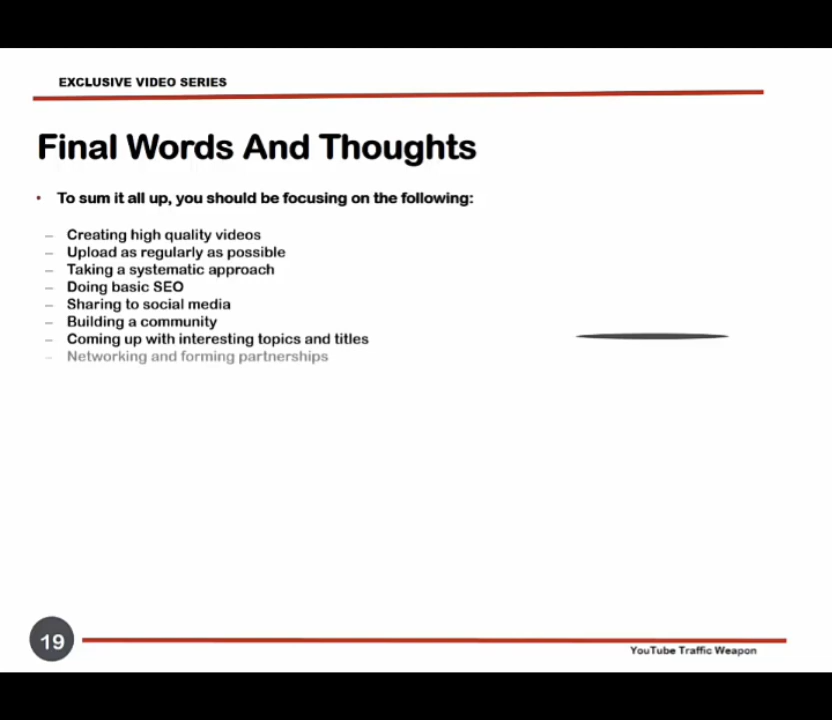 EXCLUSIVE VIDEO SERIES
Final Words And Thoughts
• To sum it all up, you should be focusing on the following:
– Creating high quality videos
– Upload as regularly as possible
– Taking a systematic approach
– Doing basic SEO
– Sharing to social media
– Building a community
– Coming up with interesting topics and titles
– Networking and forming partnerships
19
YouTube Traffic Weapon